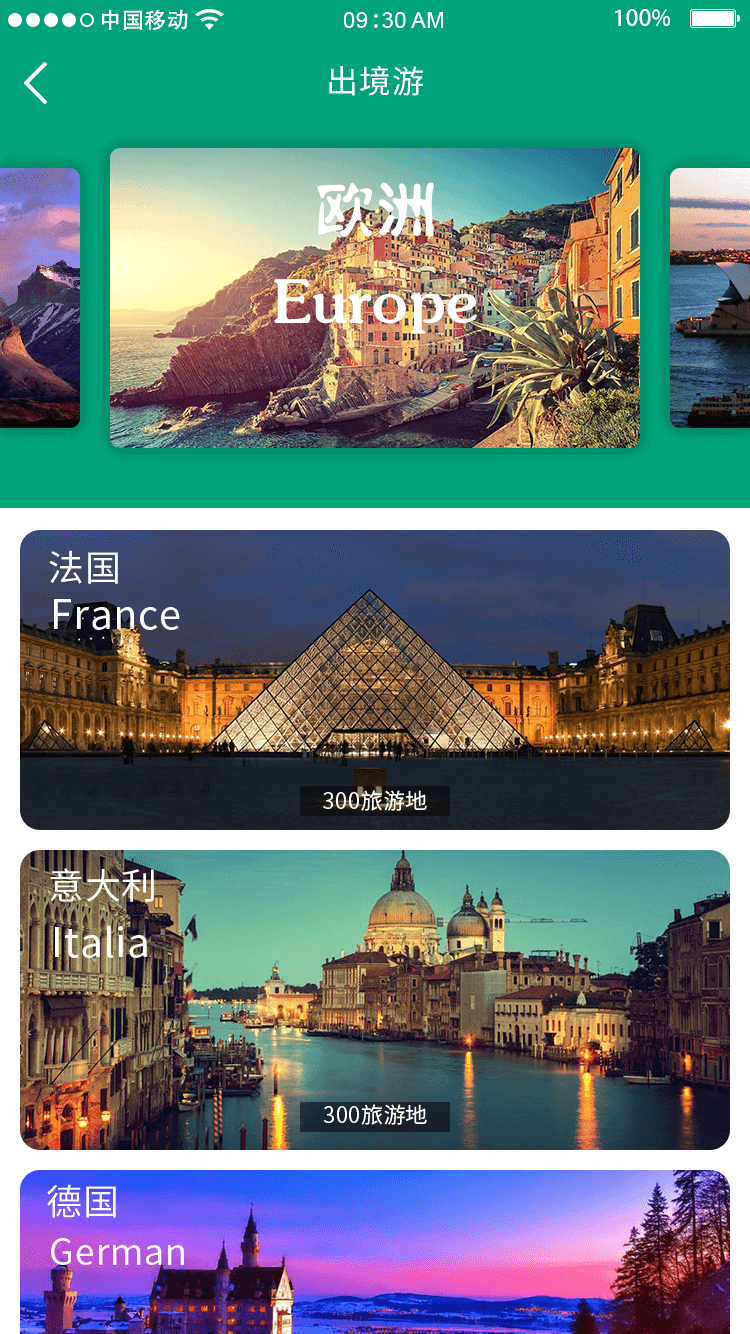 中国移动
09:30 AM
100%
出境游
欧洲
Europe
法国
France
300旅游地
意大利
Italia
300旅游地
德国
German